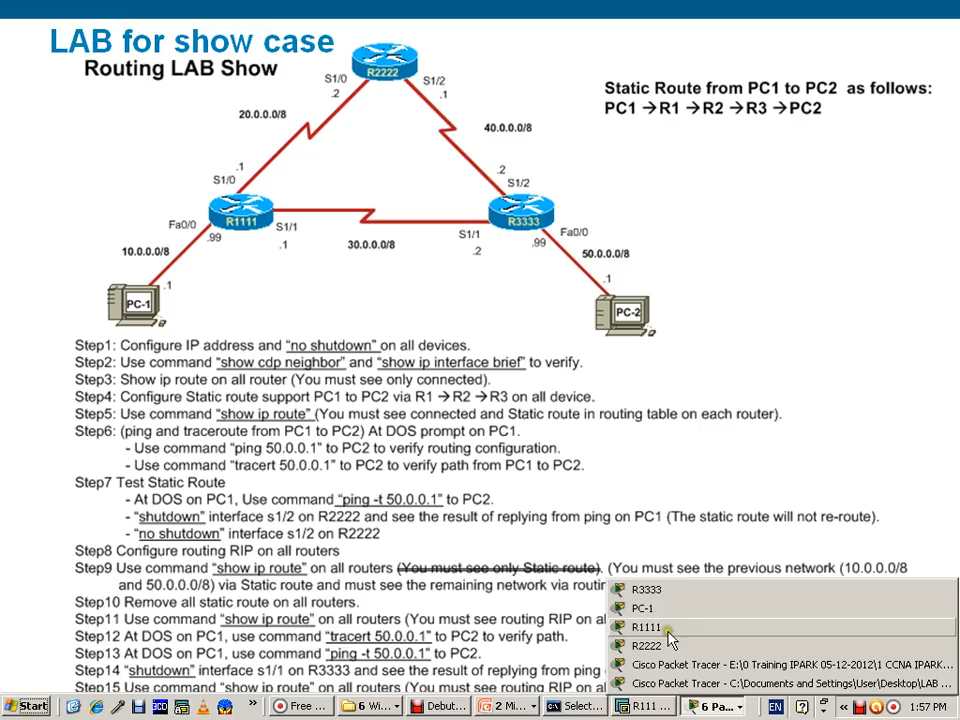 LAB for show case
Routing LAB Show
R2222
S1/0
S1/2
.2
.1
Static Route from PC1 to PC2 as follows:
PC1 →R1 →R2 →R3 →PC2
20.0.0.0/8
40.0.0.0/8
.1
.2
S1/0
S1/2
R1111
R3333
Fa0/0
S1/1
S1/1
Fa0/0
.99
.1
30.0.0.0/8
.2
.99
10.0.0.0/8
50.0.0.0/8
.1
.1
PC-1
PC-2
Step1: Configure IP address and “no shutdown” on all devices.
Step2: Use command “show cdp neighbor” and “show ip interface brief” to verify.
Step3: Show ip route on all router (You must see only connected).
Step4: Configure Static route support PC1 to PC2 via R1 →R2 →R3 on all device.
Step5: Use command “show ip route” (You must see connected and Static route in routing table on each router).
Step6: (ping and traceroute from PC1 to PC2) At DOS prompt on PC1.
- Use command “ping 50.0.0.1” to PC2 to verify routing configuration.
- Use command “tracert 50.0.0.1” to PC2 to verify path from PC1 to PC2.
Step7 Test Static Route
- At DOS on PC1, Use command “ping -t 50.0.0.1” to PC2.
- “shutdown” interface s1/2 on R2222 and see the result of replying from ping on PC1 (The static route will not re-route).
- “no shutdown” interface s1/2 on R2222
Step8 Configure routing RIP on all routers
Step9 Use command “show ip route” on all routers (You must see only Static route). (You must see the previous network (10.0.0.0/8
and 50.0.0.0/8) via Static route and must see the remaining network via routin
Step10 Remove all static route on all routers.
Step11 Use command “show ip route” on all routers (You must see routing RIP on al
Step12 At DOS on PC1, use command “tracert 50.0.0.1” to PC2 to verify path.
Step13 At DOS on PC1, use command “ping -t 50.0.0.1” to PC2.
Step14 “shutdown” interface s1/1 on R3333 and see the result of replying from ping
Step15 Use command “show ip route” on all routers (You must see routing RIP on al
R3333
PC-1
R1111
R2222
Cisco Packet Tracer - E:\0 Training IPARK 05-12-2012\1 CCNA IPARK...
Cisco Packet Tracer - C:\Documents and Settings\User\Desktop\LAB ...
Start
»
Free ...
6 Win...
Debut...
2 Mi...
Select...
R111 ...
6 Pa...
EN
«
1:57 PM